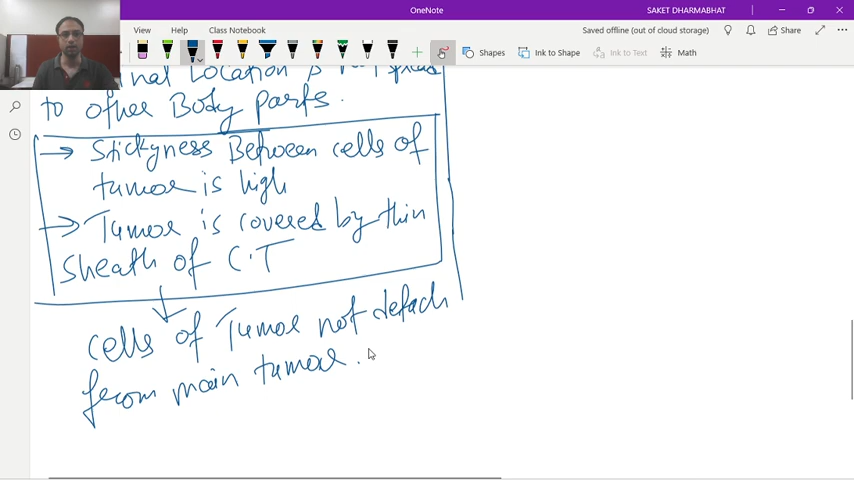 OneNote
SAKET DHARMABHAT
View Help Class Notebook
Saved offline (out of cloud storage)
Share
Shapes
Ink to Shape
Ink to Text
Math
Location is
to other Body parts.
→ Stickyness Between cells of
tumor is high
→ Tumor is covered by thin
Sheath of C.T
↓
cells of Tumor not detach
from main tumor.